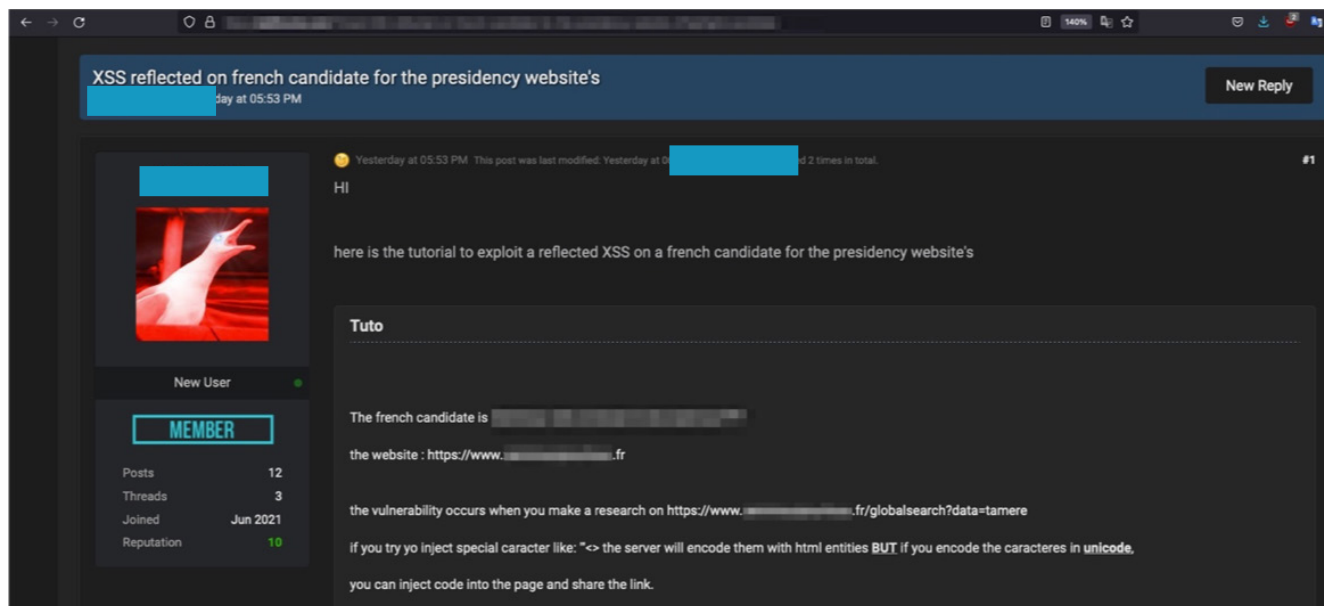 140%
XSS reflected on french candidate for the presidency website's
day at 05:53 PM
New Reply
Yesterday at 05:53 PM This post was last modified: Yesterday at 2 times in total.
#1
HI
here is the tutorial to exploit a reflected XSS on a french candidate for the presidency website's
Tuto
New User
MEMBER
Posts 12
Threads 3
Joined Jun 2021
Reputation 10
The french candidate is
the website : https://www. .fr
the vulnerability occurs when you make a research on https://www. .fr/globalsearch?data=tamere
if you try yo inject special caracter like: "<> the server will encode them with html entities BUT if you encode the caracteres in unicode,
you can inject code into the page and share the link.